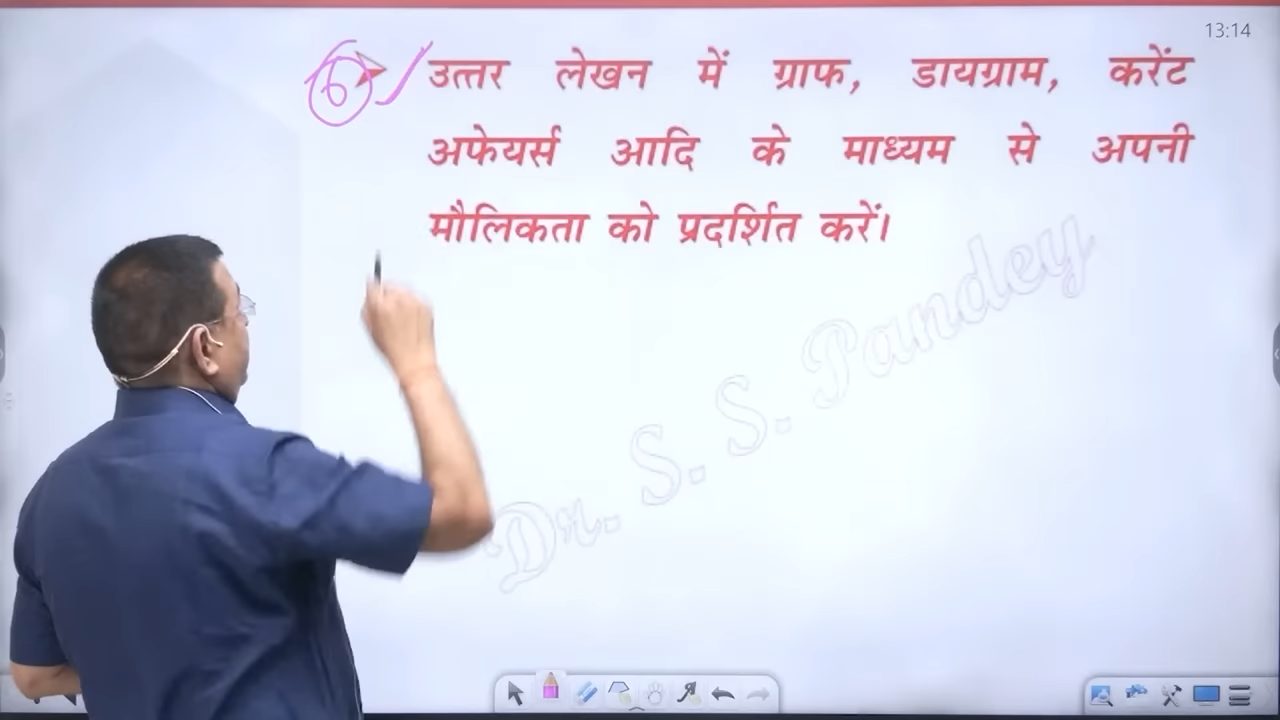 13:14
6 उत्तर लेखन में ग्राफ, डायग्राम, करेंट
अफेयर्स आदि के माध्यम से अपनी
मौलिकता को प्रदर्शित करें।
Dr. S. S. Pandey